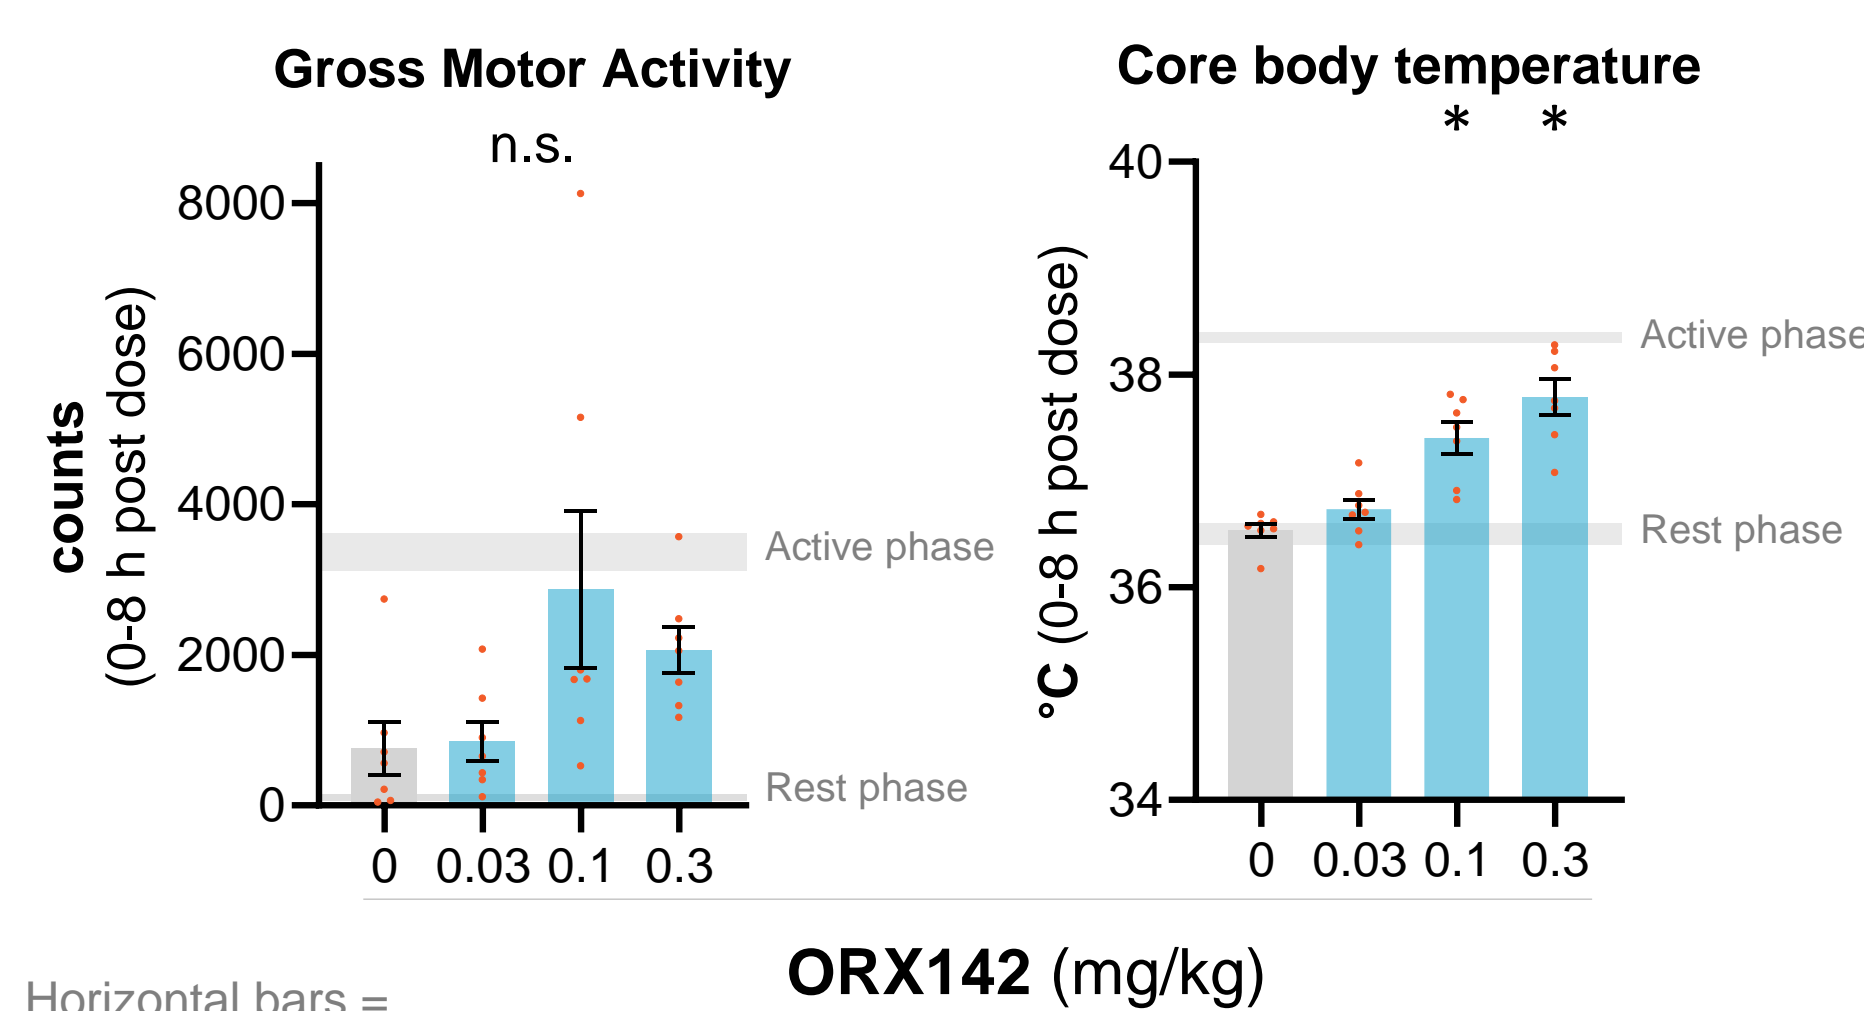 Gross Motor Activity
n.s.
8000
6000
4000
2000
0
counts
(0-8 h post dose)
Active phase
Rest phase
0 0.03 0.1 0.3
Core body temperature
* *
40
38
36
34
°C (0-8 h post dose)
Active phase
Rest phase
0 0.03 0.1 0.3
ORX142 (mg/kg)
Horizontal bars =